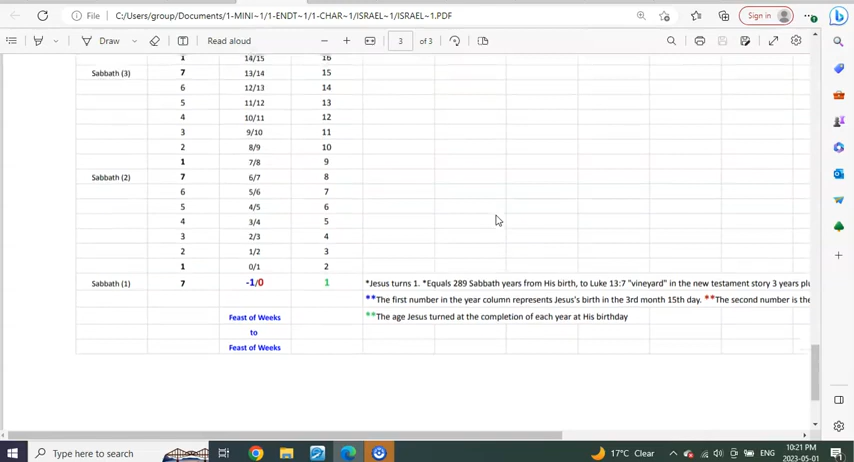 File
C:/Users/group/Documents/1-MINI~1/1-ENDT~1/1-CHAR~1/ISRAEL~1/ISRAEL~1.PDF
Sign in
Draw
Read aloud
3 of 3
1 14/15 16
Sabbath (3) 7 13/14 15
6 12/13 14
5 11/12 13
4 10/11 12
3 9/10 11
2 8/9 10
1 7/8 9
Sabbath (2) 7 6/7 8
6 5/6 7
5 4/5 6
4 3/4 5
3 2/3 4
2 1/2 3
1 0/1 2
Sabbath (1) 7 -1/0 1 *Jesus turns 1. *Equals 289 Sabbath years from His birth, to Luke 13:7 "vineyard" in the new testament story 3 years pl
**The first number in the year column represents Jesus's birth in the 3rd month 15th day. **The second number is the
Feast of Weeks **The age Jesus turned at the completion of each year at His birthday
to
Feast of Weeks
Type here to search
17°C Clear
ENG
10:21 PM
2023-05-01